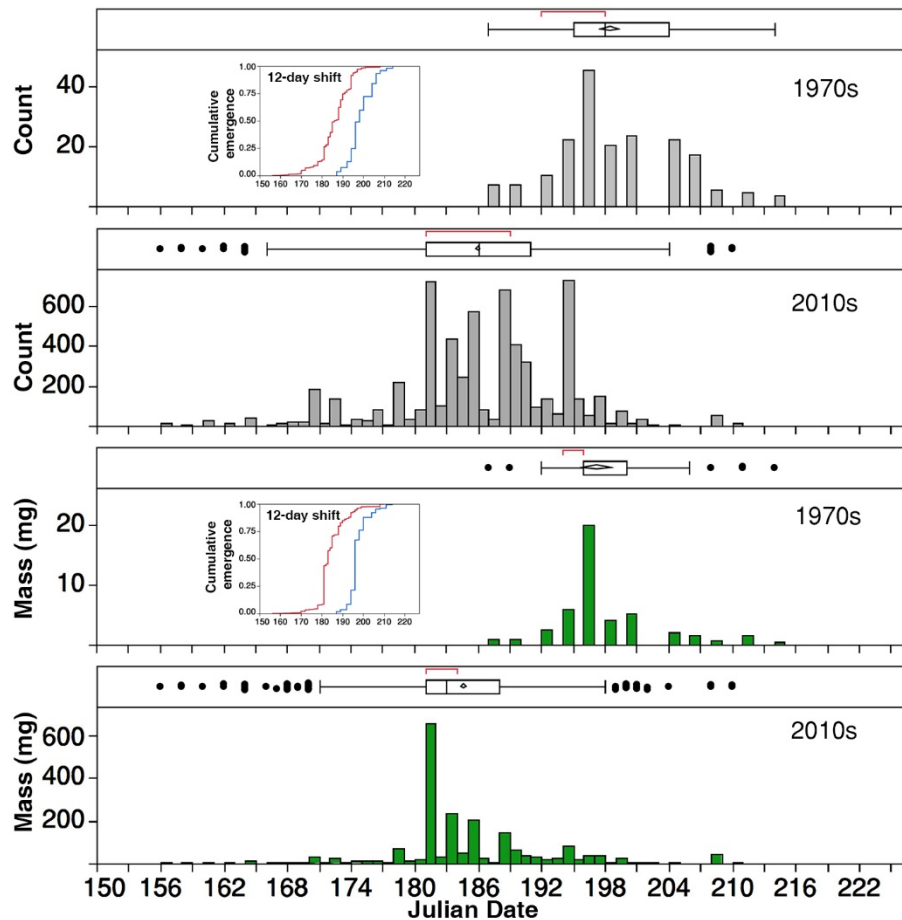 1970s
Count
40
20
12-day shift
Cumulative
emergence
1.00
0.75
0.50
0.25
0.00
150 160 170 180 190 200 210 220
2010s
Count
600
400
200
1970s
Mass (mg)
20
10
12-day shift
Cumulative
emergence
1.00
0.75
0.50
0.25
0.00
150 160 170 180 190 200 210 220
2010s
Mass (mg)
600
400
200
150 156 162 168 174 180 186 192 198 204 210 216 222
Julian Date